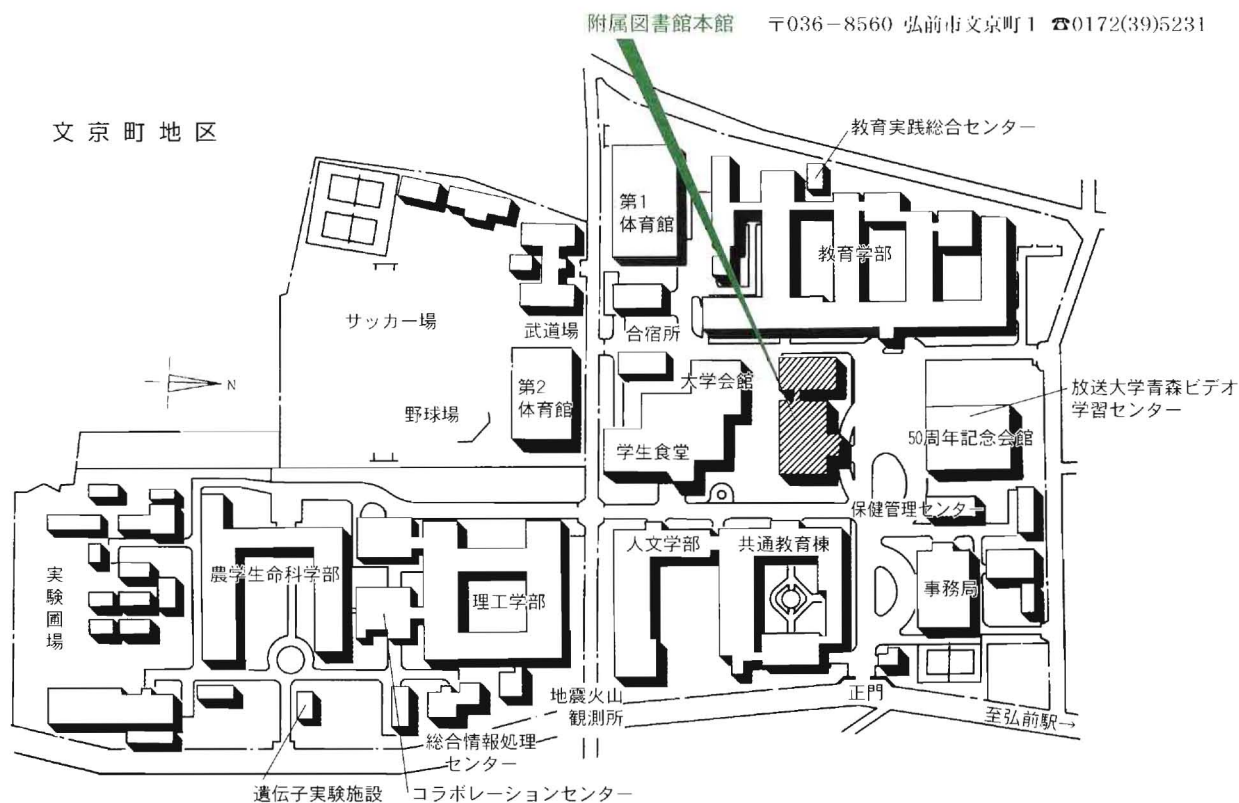 附属図書館本館 〒036-8560 弘前市文京町1 ☎0172(39)5231
文京町地区
教育実践総合センター
第1
体育館
教育学部
サッカー場
武道場
合宿所
N
第2
体育館
大学会館
放送大学青森ビデオ
学習センター
野球場
学生食堂
50周年記念会館
保健管理センター
人文学部
共通教育棟
実験圃場
農学生命科学部
理工学部
事務局
地震火山
観測所
正門
至弘前駅→
総合情報処理
センター
遺伝子実験施設
コラボレーションセンター